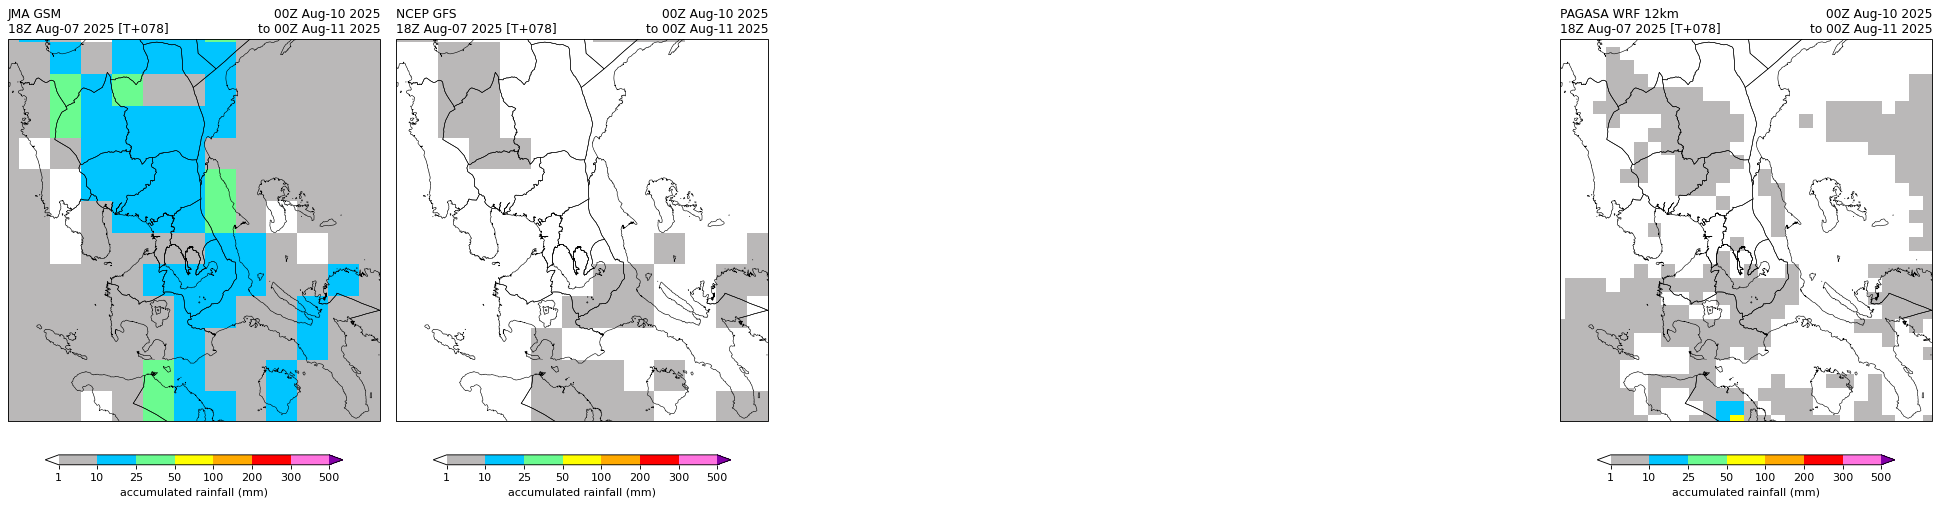 JMA GSM 00Z Aug-10 2025
18Z Aug-07 2025 [T+078] to 00Z Aug-11 2025
1 10 25 50 100 200 300 500
accumulated rainfall (mm)
NCEP GFS 00Z Aug-10 2025
18Z Aug-07 2025 [T+078] to 00Z Aug-11 2025
1 10 25 50 100 200 300 500
accumulated rainfall (mm)
PAGASA WRF 12km 00Z Aug-10 2025
18Z Aug-07 2025 [T+078] to 00Z Aug-11 2025
1 10 25 50 100 200 300 500
accumulated rainfall (mm)